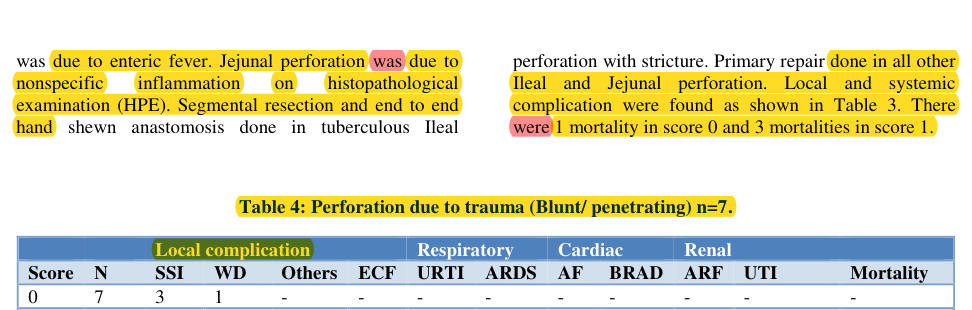 was due to enteric fever. Jejunal perforation was due to
nonspecific inflammation on histopathological
examination (HPE). Segmental resection and end to end
hand shewn anastomosis done in tuberculous Ileal
perforation with stricture. Primary repair done in all other
Ileal and Jejunal perforation. Local and systemic
complication were found as shown in Table 3. There
were 1 mortality in score 0 and 3 mortalities in score 1.
Table 4: Perforation due to trauma (Blunt/ penetrating) n=7.
Local complication Respiratory Cardiac Renal
Score N SSI WD Others ECF URTI ARDS AF BRAD ARF UTI Mortality
0 7 3 1 - - - - - - - - -